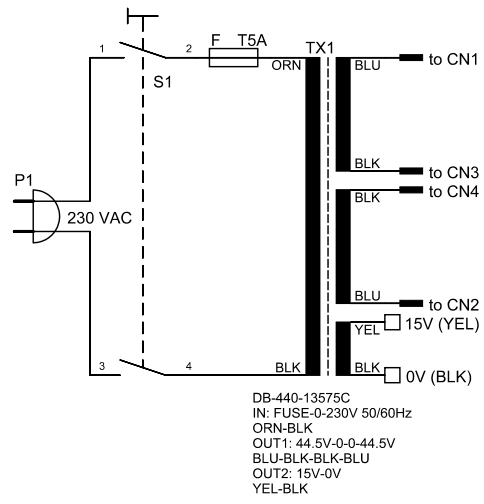 F T5A TX1
1 2 ORN BLU to CN1
S1
BLK to CN3
P1 BLK to CN4
230 VAC
BLU to CN2
YEL 15V (YEL)
3 4 BLK BLK 0V (BLK)
DB-440-13575C
IN: FUSE-0-230V 50/60Hz
ORN-BLK
OUT1: 44.5V-0-0-44.5V
BLU-BLK-BLK-BLU
OUT2: 15V-0V
YEL-BLK